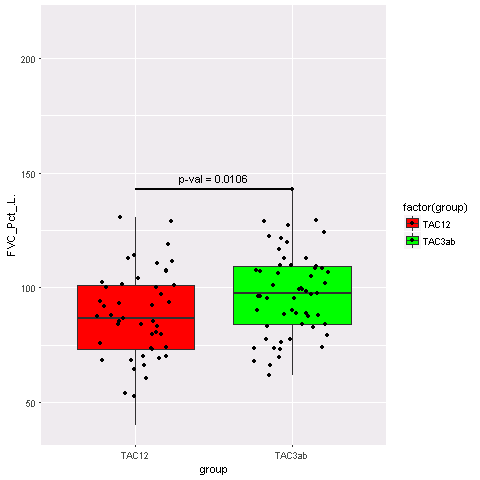 200
150
100
50
FVC_Pct_L.
p-val = 0.0106
TAC12
TAC3ab
group
factor(group)
TAC12
TAC3ab